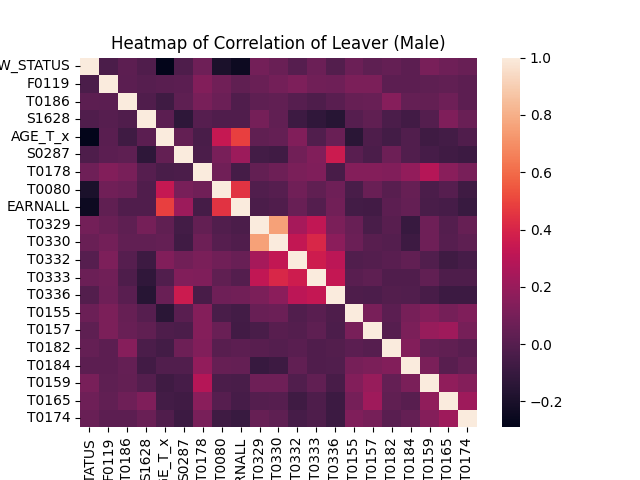 Heatmap of Correlation of Leaver (Male)
W_STATUS
F0119
T0186
S1628
AGE_T_x
S0287
T0178
T0080
EARNALL
T0329
T0330
T0332
T0333
T0336
T0155
T0157
T0182
T0184
T0159
T0165
T0174
TATUS
F0119
T0186
S1628
GE_T_x
S0287
T0178
T0080
RNALL
T0329
T0330
T0332
T0333
T0336
T0155
T0157
T0182
T0184
T0159
T0165
T0174
1.0
0.8
0.6
0.4
0.2
0.0
−0.2